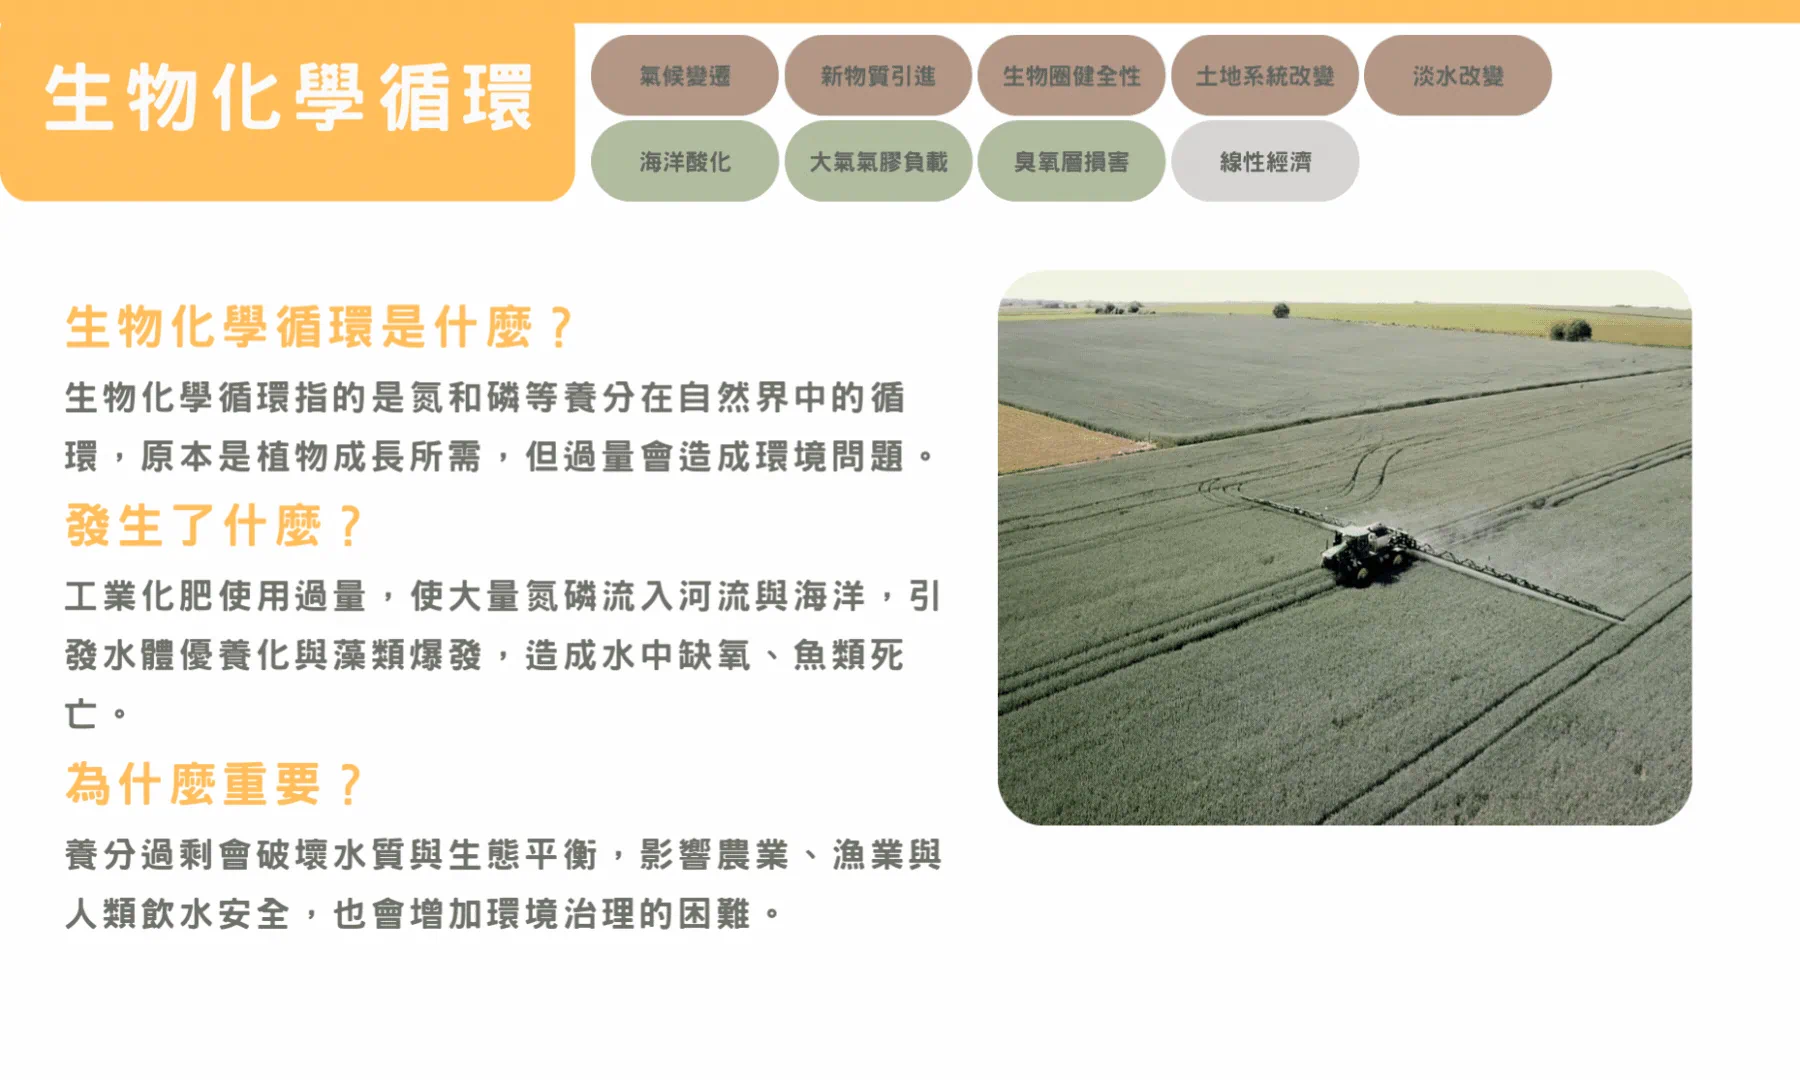 生物化學循環
氣候變遷
新物質引進
生物圈健全性
土地系統改變
淡水改變
海洋酸化
大氣氣膠負載
臭氧層損害
線性經濟
生物化學循環是什麼？
生物化學循環指的是氮和磷等養分在自然界中的循
環，原本是植物成長所需，但過量會造成環境問題。
發生了什麼？
工業化肥使用過量，使大量氮磷流入河流與海洋，引
發水體優養化與藻類爆發，造成水中缺氧、魚類死
亡。
為什麼重要？
養分過剩會破壞水質與生態平衡，影響農業、漁業與
人類飲水安全，也會增加環境治理的困難。